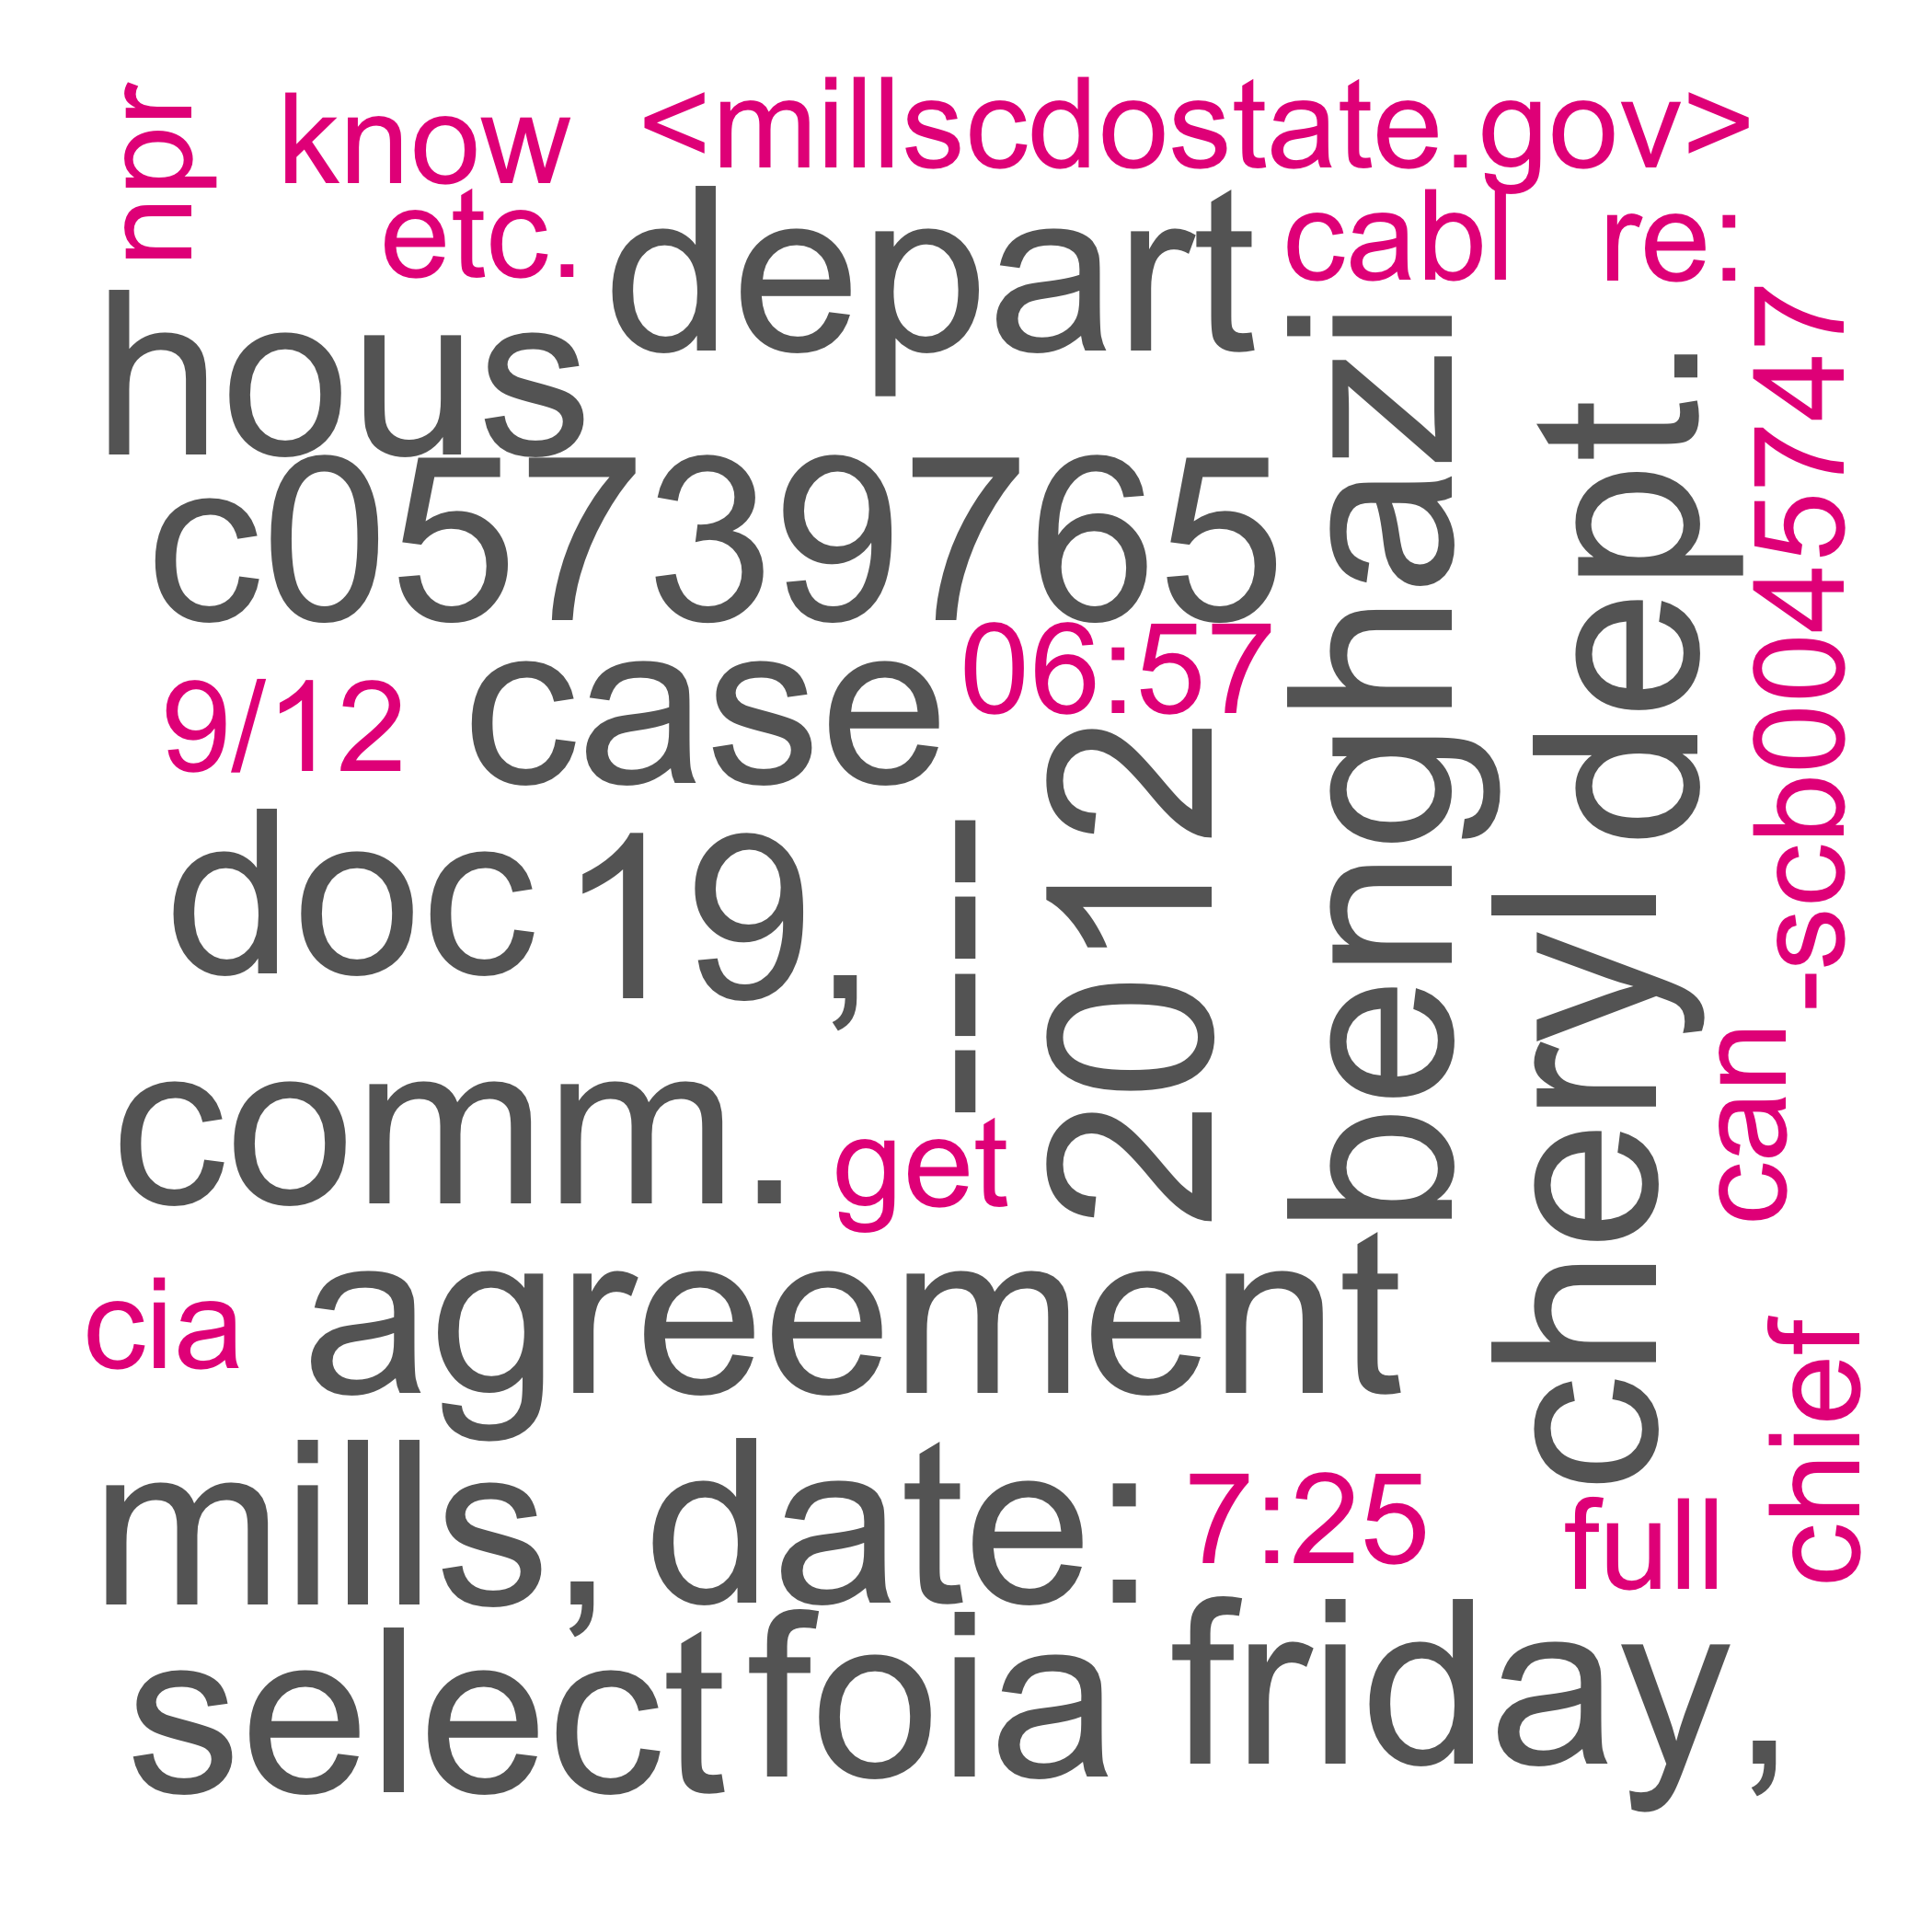 npr
know
<millscdostate.gov>
etc.
depart
cabl
re:
hous
benghazi
dept.
-scb0045747
c05739765
06:57
9/12
case
2012
doc
19,
----
cheryl
can
comm.
get
cia
agreement
chief
mills,
date:
7:25
full
select
foia
friday,